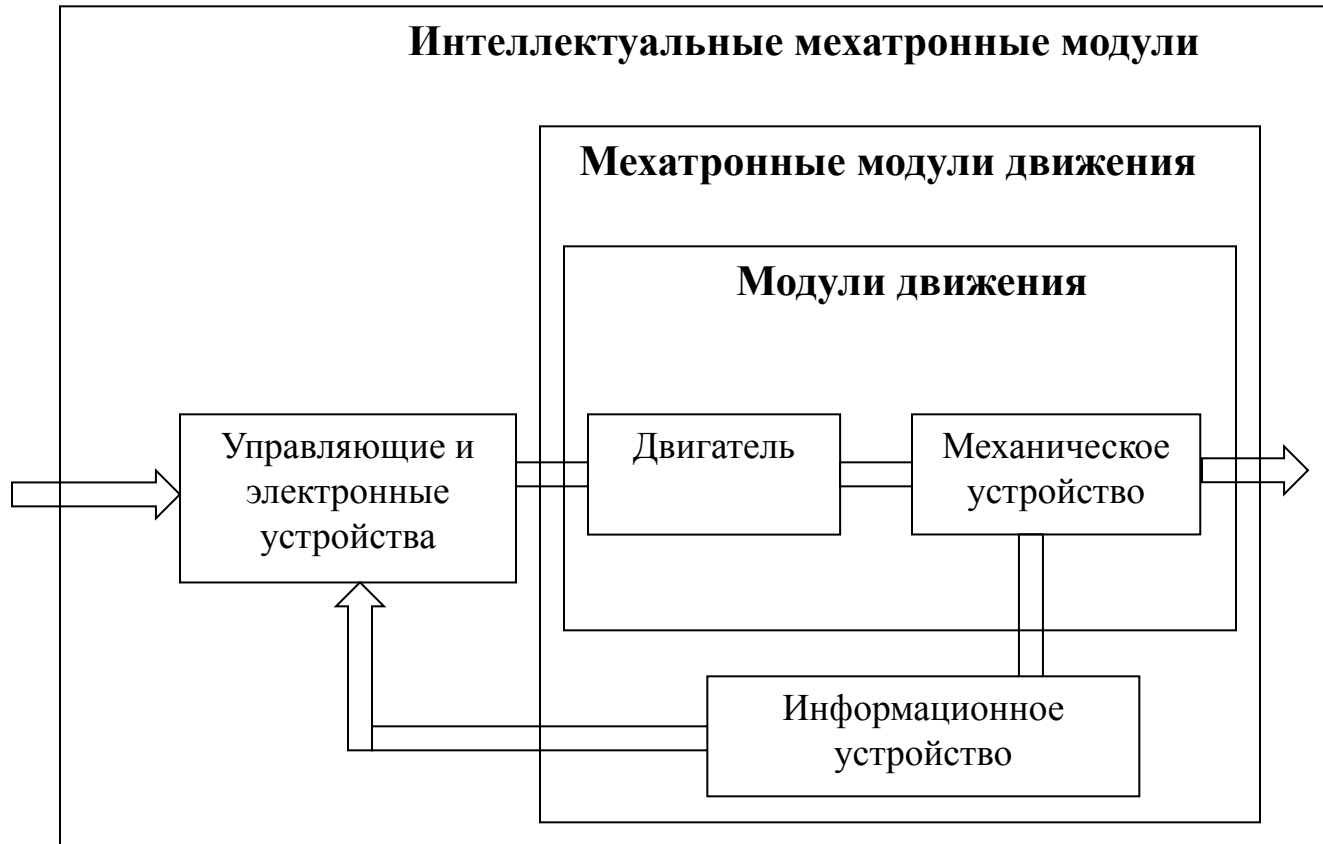 Интеллектуальные мехатронные модули
Мехатронные модули движения
Модули движения
Управляющие и
электронные
устройства
Двигатель
Механическое
устройство
Информационное
устройство